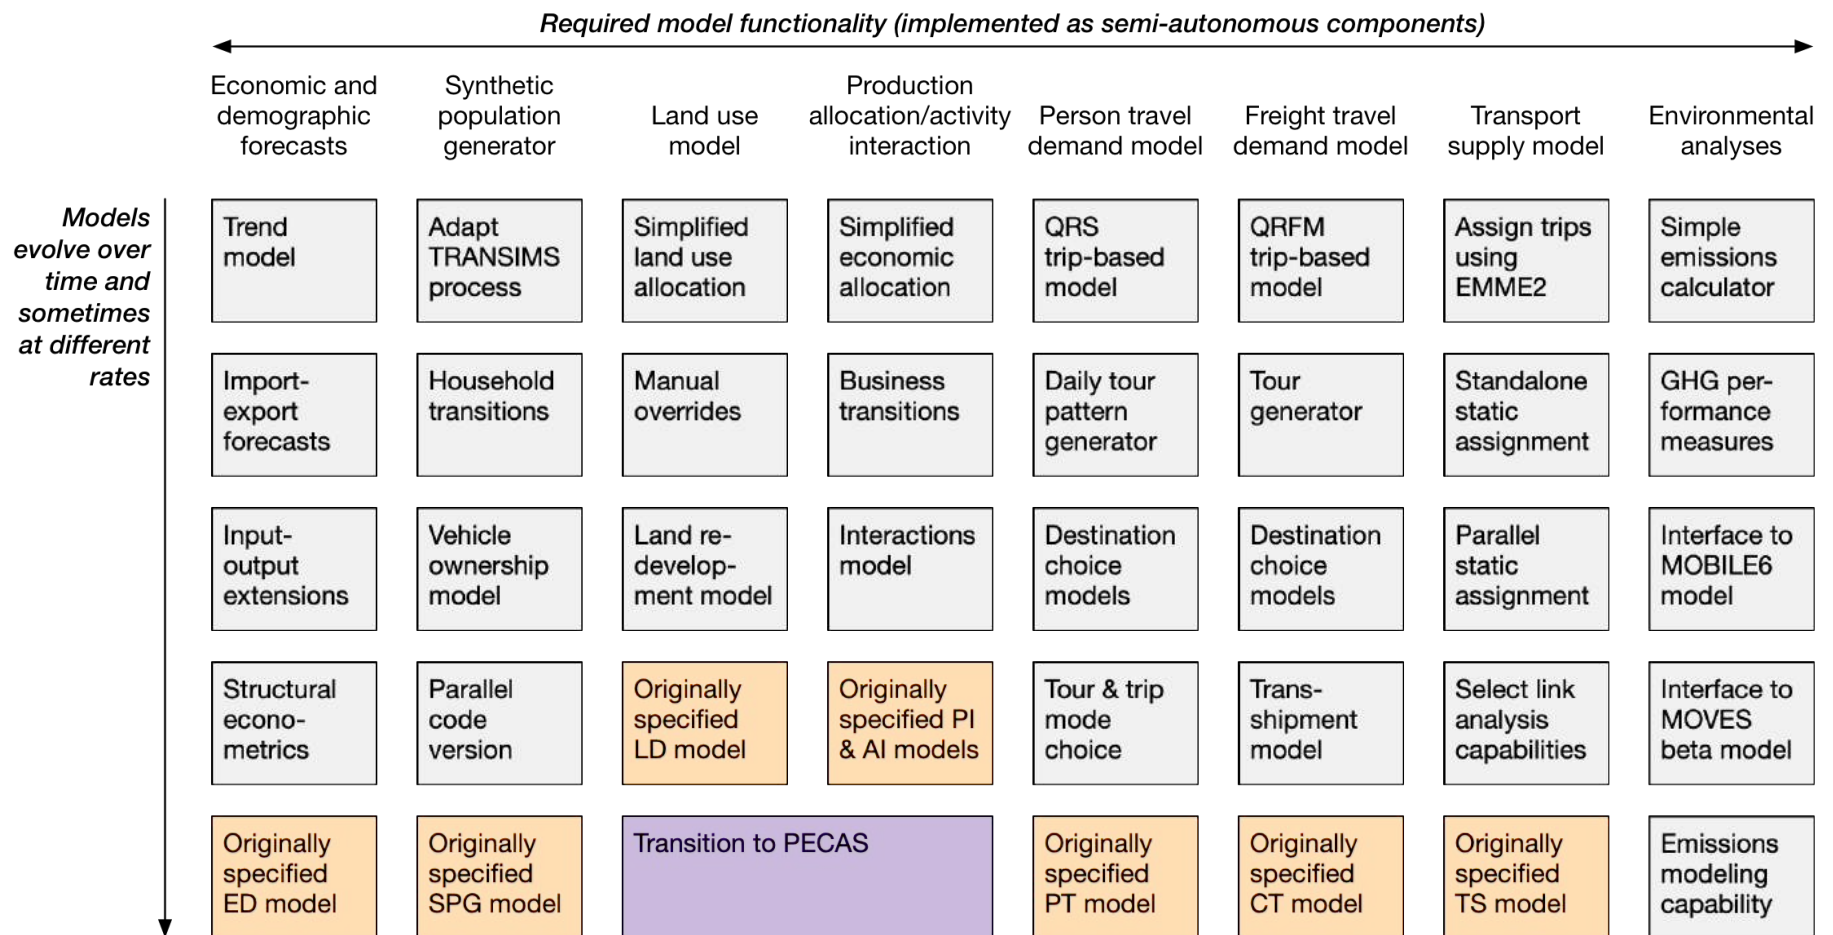 Required model functionality (implemented as semi-autonomous components)
Economic and
demographic
forecasts
Synthetic
population
generator
Land use
model
Production
allocation/activity
interaction
Person travel
demand model
Freight travel
demand model
Transport
supply model
Environmental
analyses
Models
evolve over
time and
sometimes
at different
rates
Trend
model
Adapt
TRANSIMS
process
Simplified
land use
allocation
Simplified
economic
allocation
QRS
trip-based
model
QRFM
trip-based
model
Assign trips
using
EMME2
Simple
emissions
calculator
Import-
export
forecasts
Household
transitions
Manual
overrides
Business
transitions
Daily tour
pattern
generator
Tour
generator
Standalone
static
assignment
GHG per-
formance
measures
Input-
output
extensions
Vehicle
ownership
model
Land re-
develop-
ment model
Interactions
model
Destination
choice
models
Destination
choice
models
Parallel
static
assignment
Interface to
MOBILE6
model
Structural
econo-
metrics
Parallel
code
version
Originally
specified
LD model
Originally
specified PI
& AI models
Tour & trip
mode
choice
Trans-
shipment
model
Select link
analysis
capabilities
Interface to
MOVES
beta model
Originally
specified
ED model
Originally
specified
SPG model
Transition to PECAS
Originally
specified
PT model
Originally
specified
CT model
Originally
specified
TS model
Emissions
modeling
capability